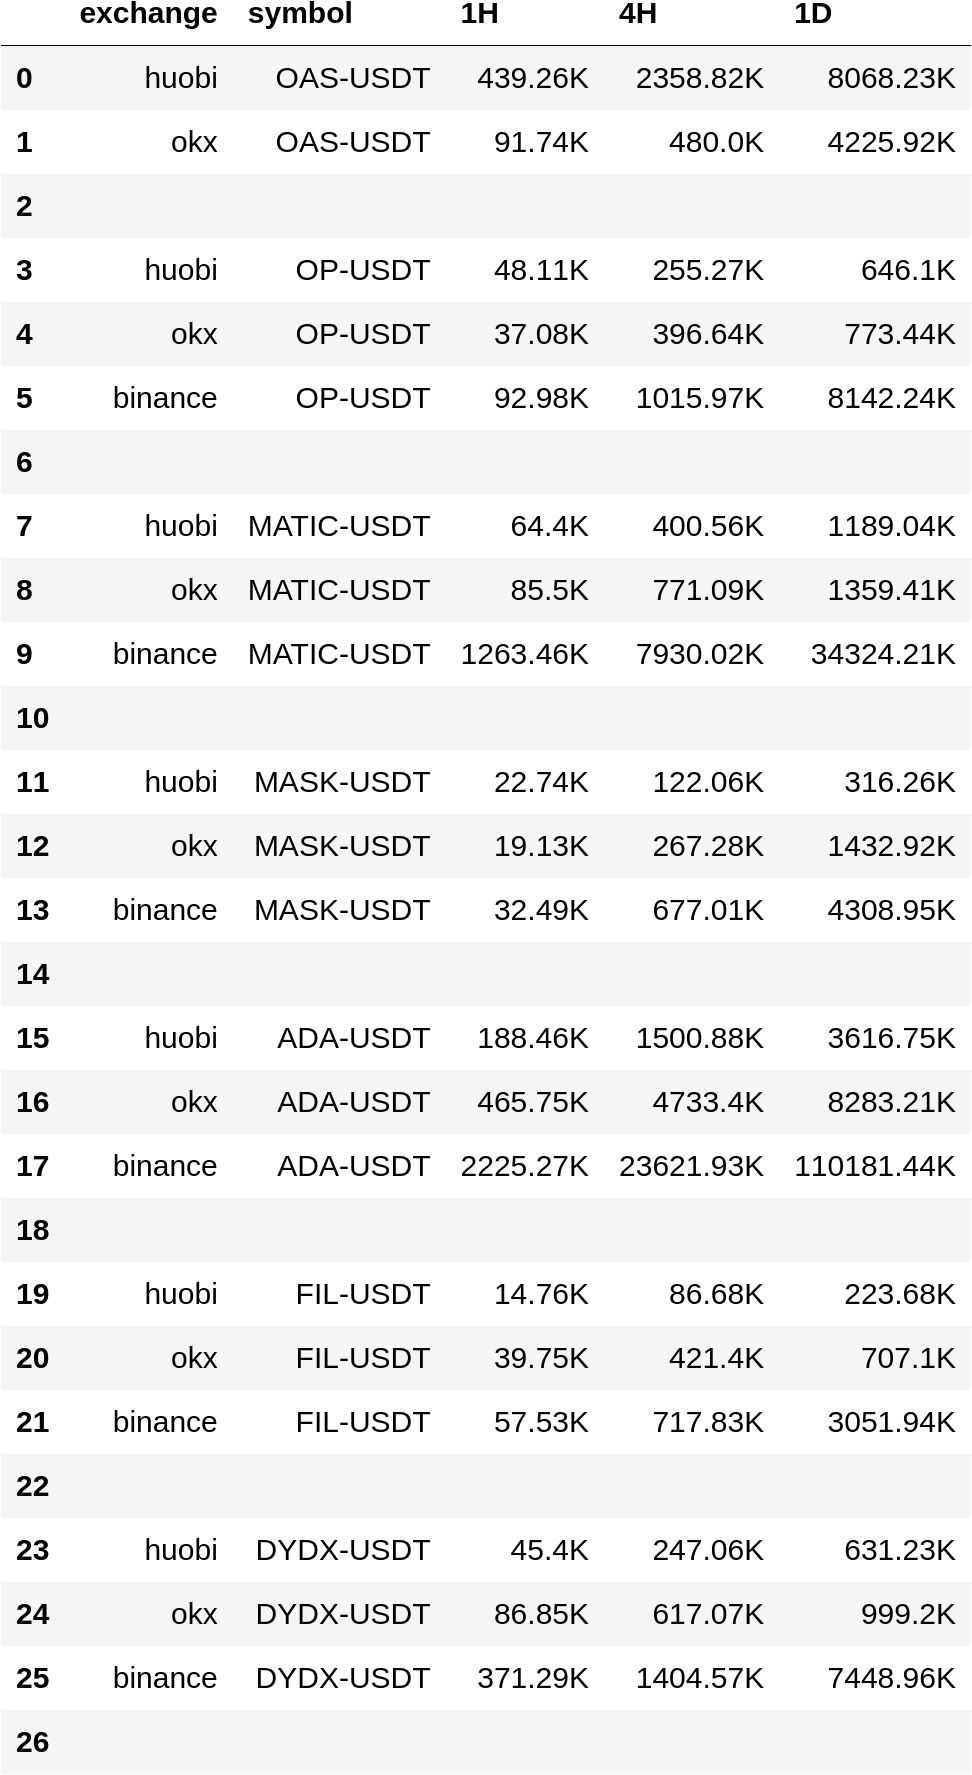 exchange symbol 1H 4H 1D
0 huobi OAS-USDT 439.26K 2358.82K 8068.23K
1 okx OAS-USDT 91.74K 480.0K 4225.92K
2
3 huobi OP-USDT 48.11K 255.27K 646.1K
4 okx OP-USDT 37.08K 396.64K 773.44K
5 binance OP-USDT 92.98K 1015.97K 8142.24K
6
7 huobi MATIC-USDT 64.4K 400.56K 1189.04K
8 okx MATIC-USDT 85.5K 771.09K 1359.41K
9 binance MATIC-USDT 1263.46K 7930.02K 34324.21K
10
11 huobi MASK-USDT 22.74K 122.06K 316.26K
12 okx MASK-USDT 19.13K 267.28K 1432.92K
13 binance MASK-USDT 32.49K 677.01K 4308.95K
14
15 huobi ADA-USDT 188.46K 1500.88K 3616.75K
16 okx ADA-USDT 465.75K 4733.4K 8283.21K
17 binance ADA-USDT 2225.27K 23621.93K 110181.44K
18
19 huobi FIL-USDT 14.76K 86.68K 223.68K
20 okx FIL-USDT 39.75K 421.4K 707.1K
21 binance FIL-USDT 57.53K 717.83K 3051.94K
22
23 huobi DYDX-USDT 45.4K 247.06K 631.23K
24 okx DYDX-USDT 86.85K 617.07K 999.2K
25 binance DYDX-USDT 371.29K 1404.57K 7448.96K
26